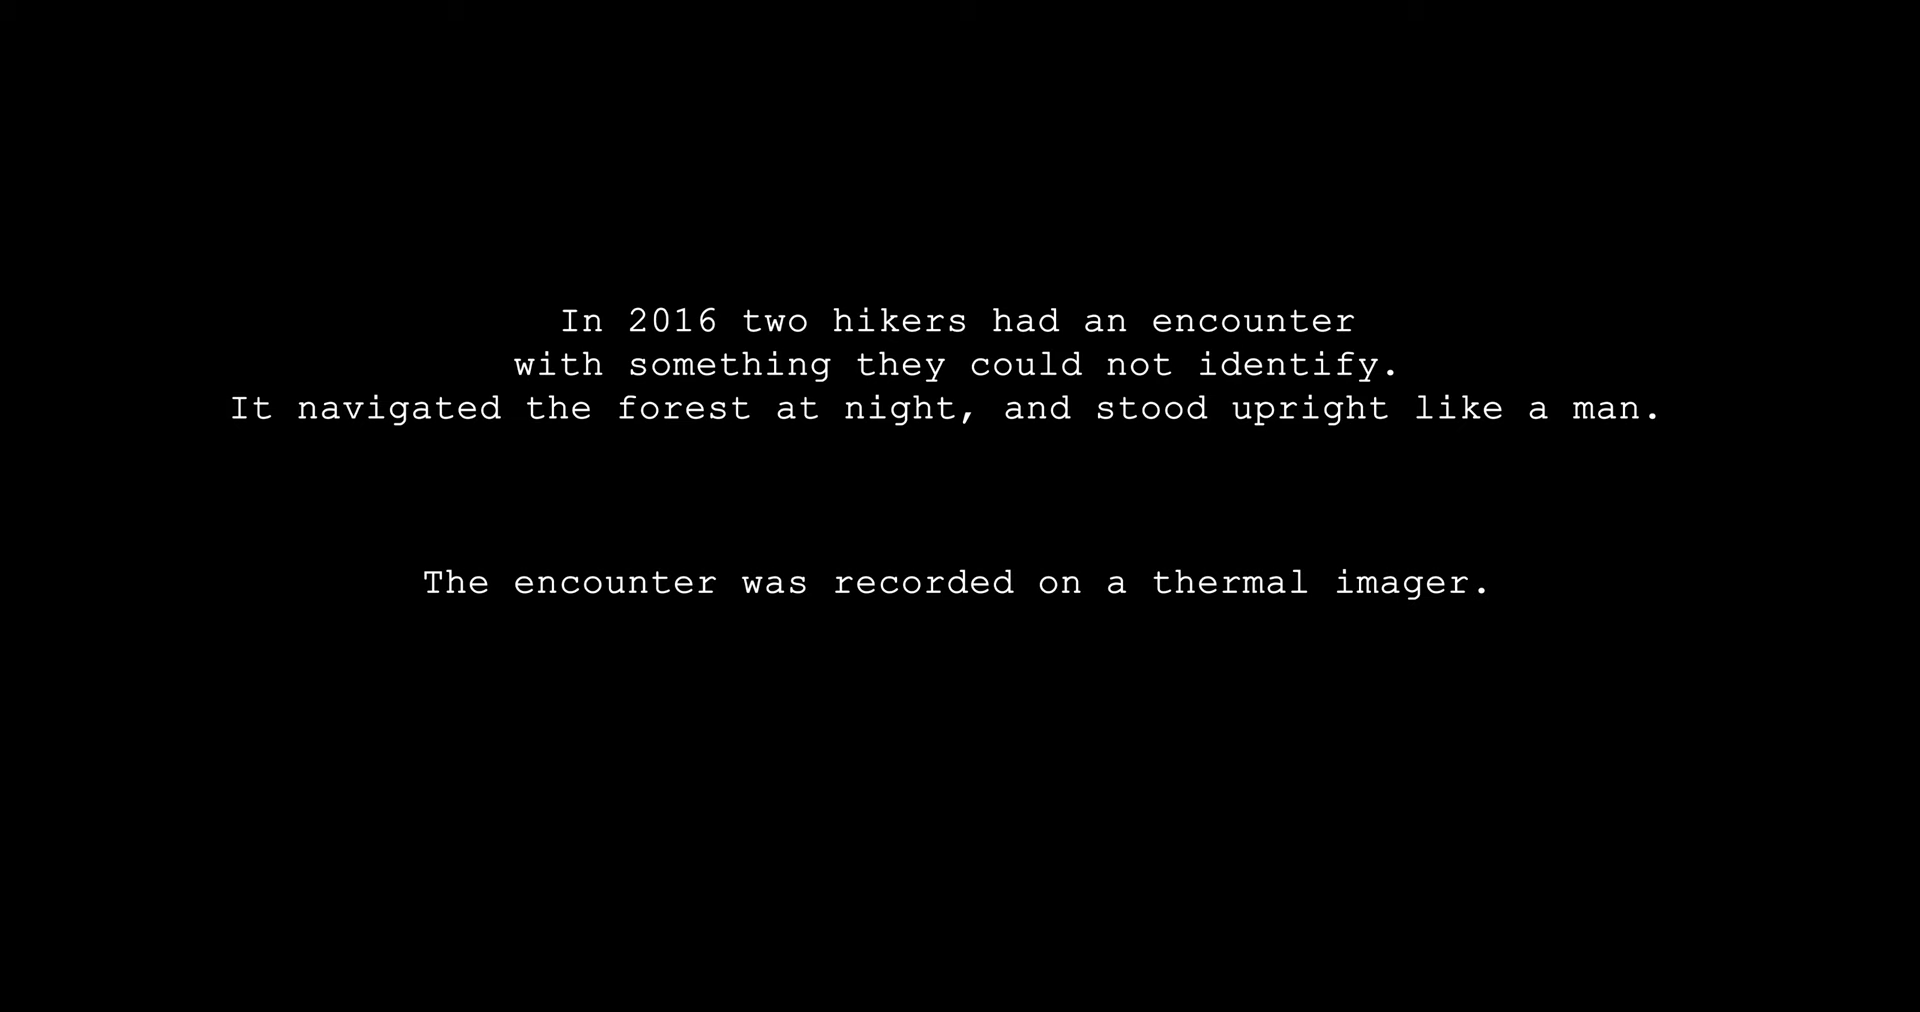 In 2016 two hikers had an encounter
with something they could not identify.
It navigated the forest at night, and stood upright like a man.
The encounter was recorded on a thermal imager.